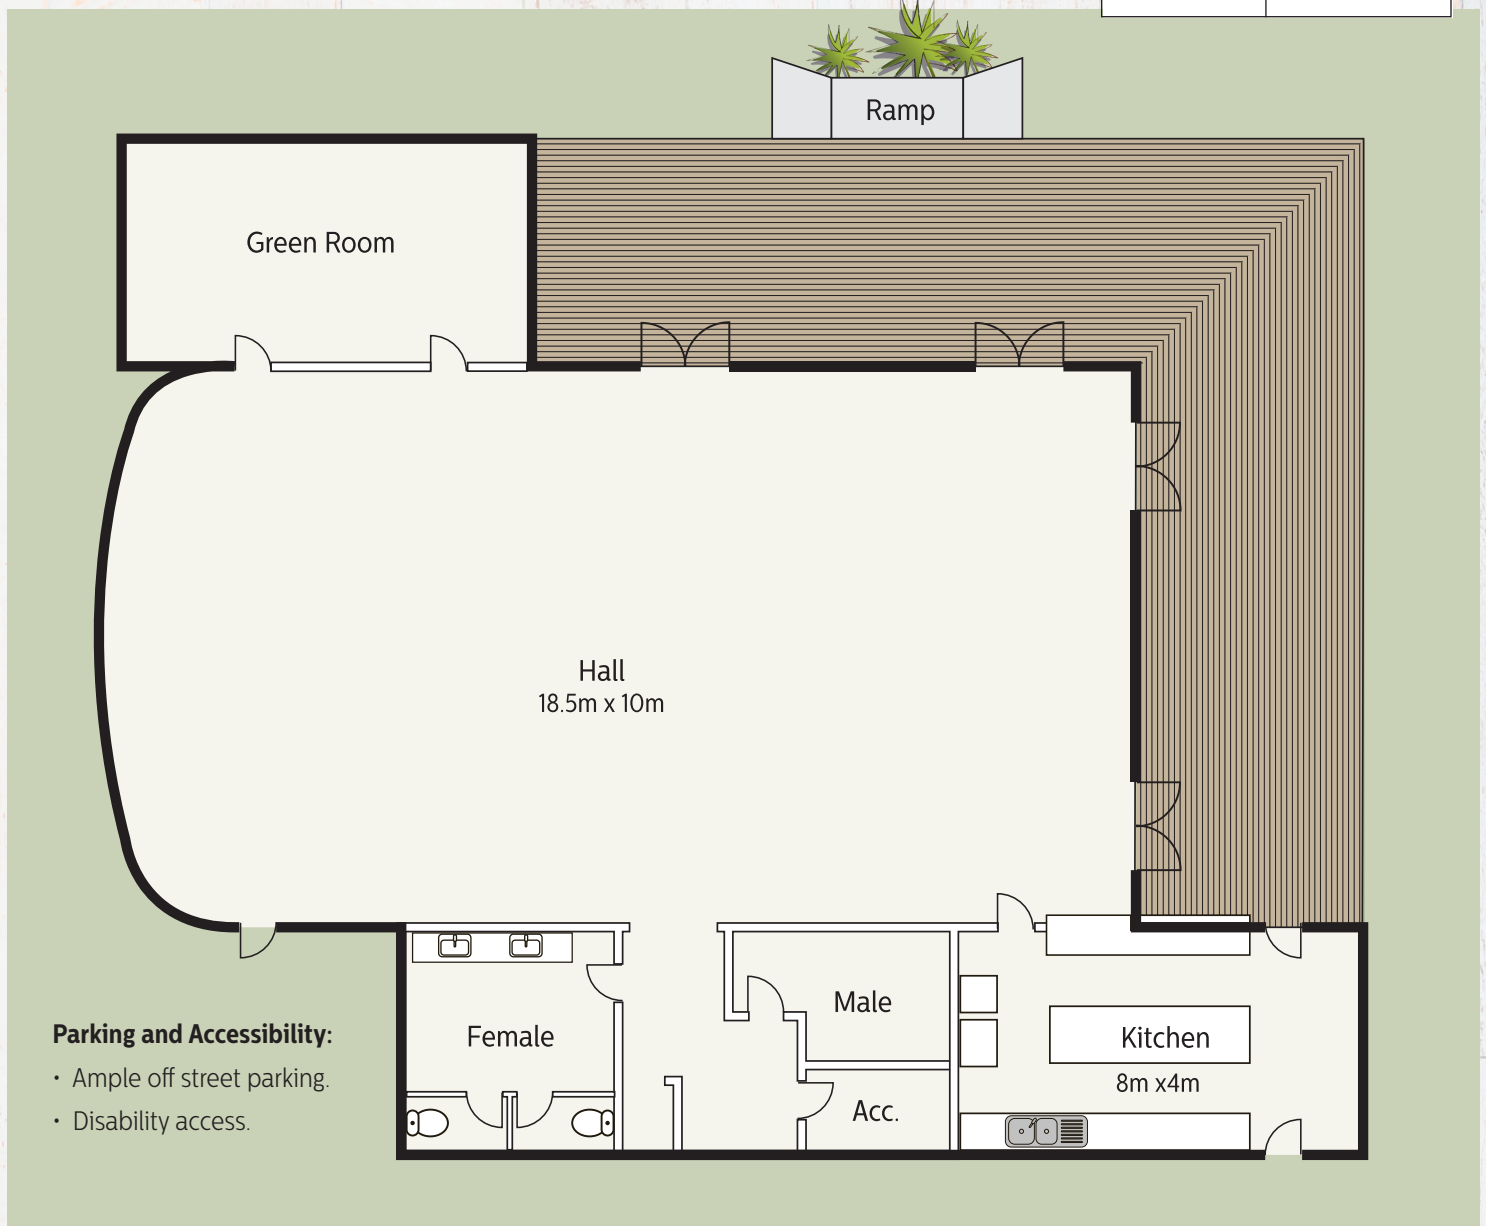 Ramp
Green Room
Hall
18.5m x 10m
Male
Female
Kitchen
8m x4m
Acc.
Parking and Accessibility:
• Ample off street parking.
• Disability access.